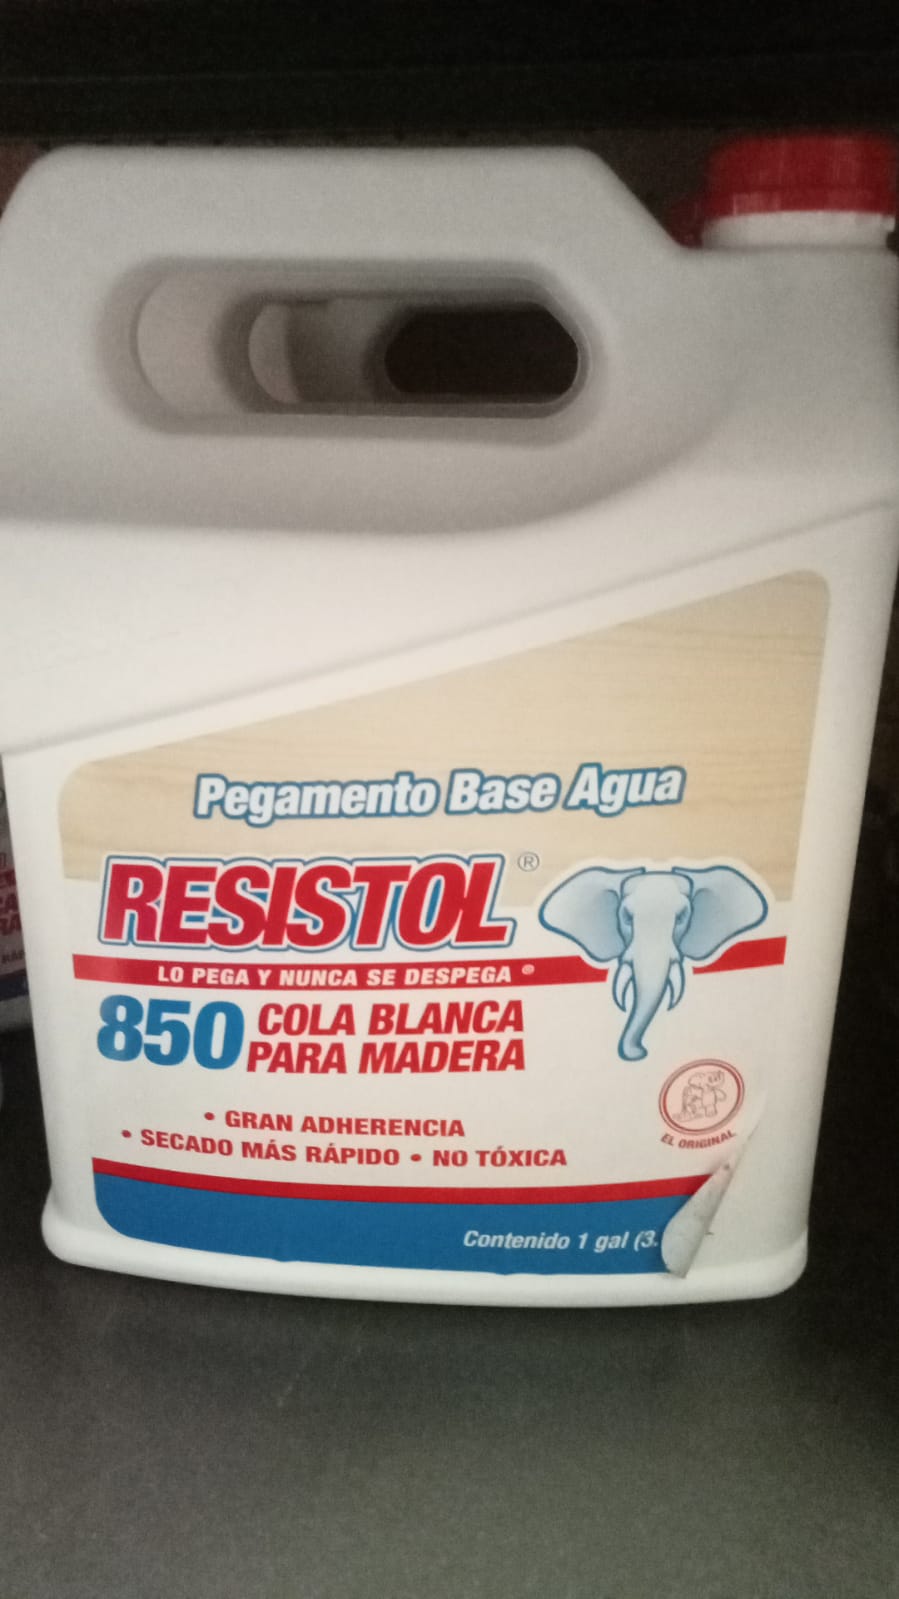 Pegamento Base Agua
RESISTOL®
LO PEGA Y NUNCA SE DESPEGA
850 COLA BLANCA
PARA MADERA
• GRAN ADHERENCIA
• SECADO MÁS RÁPIDO • NO TÓXICA
EL ORIGINAL
Contenido 1 gal (3.